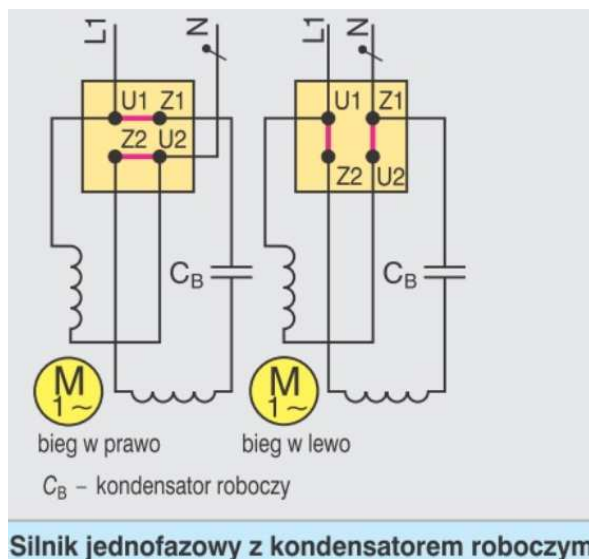 L1 N L1 N
U1 Z1 U1 Z1
Z2 U2
Z2 U2
C_B C_B
M M
1~ 1~
bieg w prawo bieg w lewo
C_B – kondensator roboczy
Silnik jednofazowy z kondensatorem roboczym